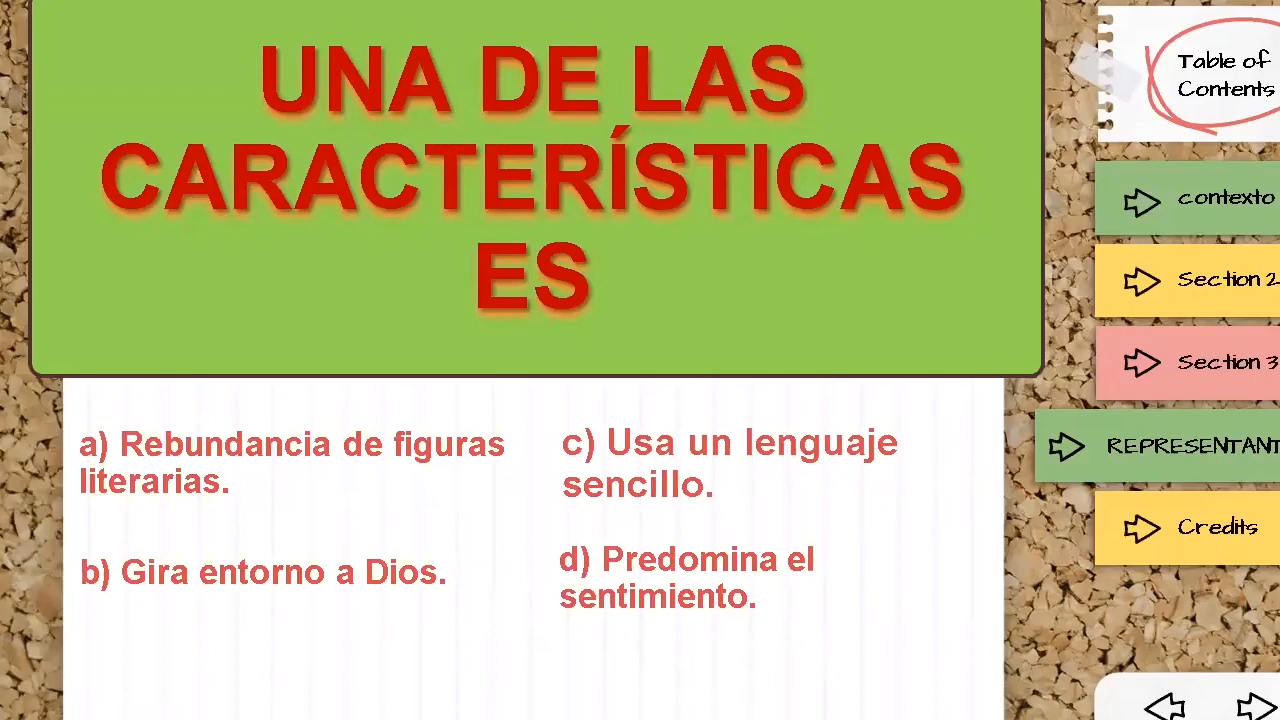 UNA DE LAS
CARACTERÍSTICAS
ES
a) Rebundancia de figuras
literarias.
b) Gira entorno a Dios.
c) Usa un lenguaje
sencillo.
d) Predomina el
sentimiento.
Table of
Contents
contexto
Section 2
Section 3
REPRESENTANT
Credits